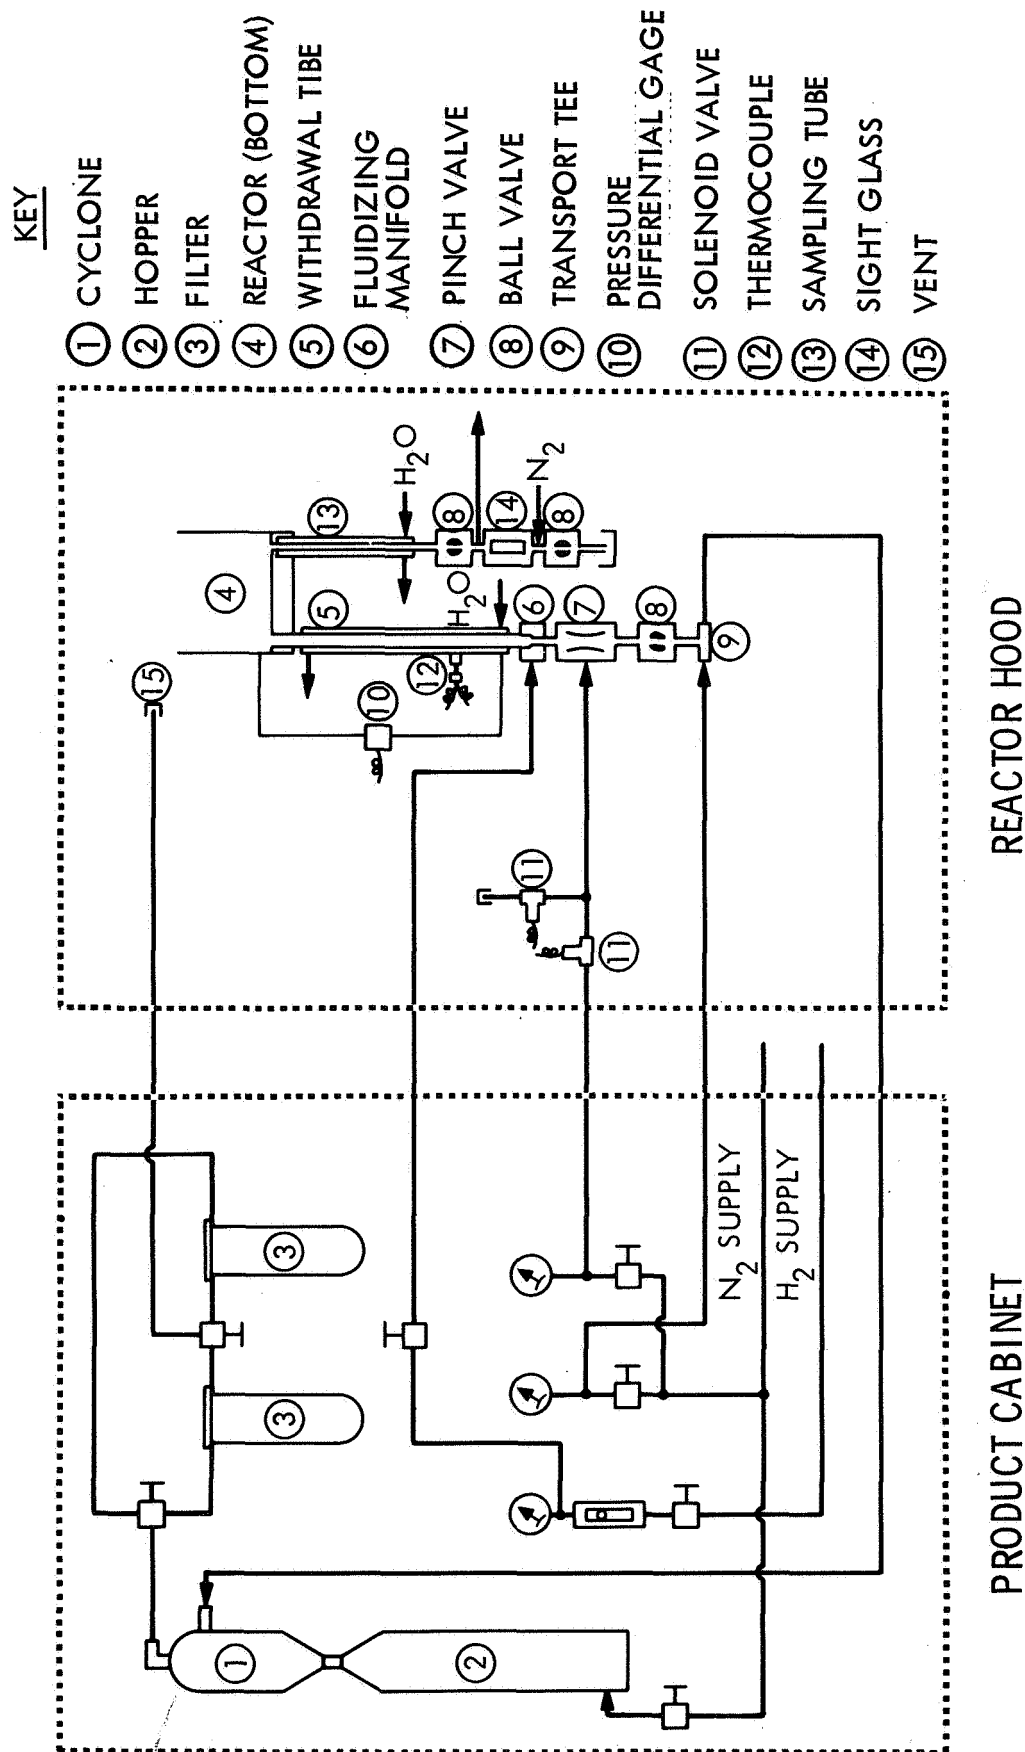 KEY
① CYCLONE
② HOPPER
③ FILTER
④ REACTOR (BOTTOM)
⑤ WITHDRAWAL TIBE
⑥ FLUIDIZING
MANIFOLD
⑦ PINCH VALVE
⑧ BALL VALVE
⑨ TRANSPORT TEE
⑩ PRESSURE
DIFFERENTIAL GAGE
⑪ SOLENOID VALVE
⑫ THERMOCOUPLE
⑬ SAMPLING TUBE
⑭ SIGHT GLASS
⑮ VENT
①
②
③
③
N₂ SUPPLY
H₂ SUPPLY
PRODUCT CABINET
⑮
④
⑤
⑬
⑩
⑫
H₂O
H₂O
⑧
⑭
N₂
⑧
⑥
⑦
⑧
⑨
⑪
⑪
REACTOR HOOD